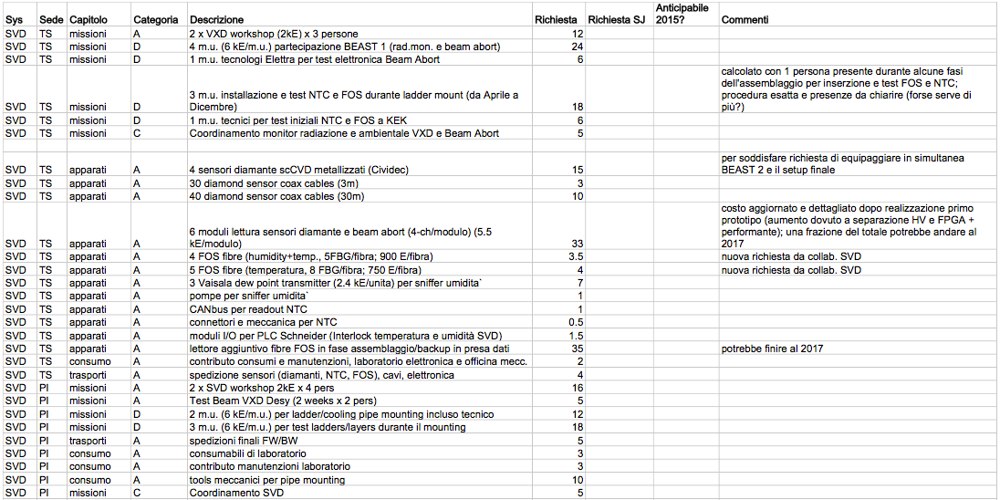 Sys Sede Capitolo Categoria Descrizione Richiesta Richiesta SJ Anticipabile 2015? Commenti
SVD TS missioni A 2 x VXD workshop (2kE) x 3 persone 12
SVD TS missioni D 4 m.u. (6 kE/m.u.) partecipazione BEAST 1 (rad.mon. e beam abort) 24
SVD TS missioni D 1 m.u. tecnologi Elettra per test elettronica Beam Abort 6
SVD TS missioni D 3 m.u. installazione e test NTC e FOS durante ladder mount (da Aprile a Dicembre) 18 calcolato con 1 persona presente durante alcune fasi dell'assemblaggio per inserzione e test FOS e NTC; procedura esatta e presenze da chiarire (forse serve di più?)
SVD TS missioni D 1 m.u. tecnici per test iniziali NTC e FOS a KEK 6
SVD TS missioni C Coordinamento monitor radiazione e ambientale VXD e Beam Abort 5
SVD TS apparati A 4 sensori diamante scCVD metallizzati (Cividec) 15 per soddisfare richiesta di equipaggiare in simultanea BEAST 2 e il setup finale
SVD TS apparati A 30 diamond sensor coax cables (3m) 3
SVD TS apparati A 40 diamond sensor coax cables (30m) 10
SVD TS apparati A 6 moduli lettura sensori diamante e beam abort (4-ch/modulo) (5.5 kE/modulo) 33 costo aggiornato e dettagliato dopo realizzazione primo prototipo (aumento dovuto a separazione HV e FPGA + performante); una frazione del totale potrebbe andare al 2017
SVD TS apparati A 4 FOS fibre (humidity+temp., 5FBG/fibra; 900 E/fibra) 3.5 nuova richiesta da collab. SVD
SVD TS apparati A 5 FOS fibre (temperatura, 8 FBG/fibra; 750 E/fibra) 4 nuova richiesta da collab. SVD
SVD TS apparati A 3 Vaisala dew point transmitter (2.4 kE/unita) per sniffer umidita` 7
SVD TS apparati A pompe per sniffer umidita` 1
SVD TS apparati A CANbus per readout NTC 1
SVD TS apparati A connettori e meccanica per NTC 0.5
SVD TS apparati A moduli I/O per PLC Schneider (Interlock temperatura e umidità SVD) 1.5
SVD TS apparati A lettore aggiuntivo fibre FOS in fase assemblaggio/backup in presa dati 35 potrebbe finire al 2017
SVD TS consumo A contributo consumi e manutenzioni, laboratorio elettronica e officina mecc. 2
SVD TS trasporti A spedizione sensori (diamanti, NTC, FOS), cavi, elettronica 4
SVD PI missioni A 2 x SVD workshop 2kE x 4 pers 16
SVD PI missioni A Test Beam VXD Desy (2 weeks x 2 pers) 5
SVD PI missioni D 2 m.u. (6 kE/m.u.) per ladder/cooling pipe mounting incluso tecnico 12
SVD PI missioni D 3 m.u. (6 kE/m.u.) per test ladders/layers durante il mounting 18
SVD PI trasporti A spedizioni finali FW/BW 5
SVD PI consumo A consumabili di laboratorio 3
SVD PI consumo A contributo manutenzioni laboratorio 3
SVD PI consumo A tools meccanici per pipe mounting 10
SVD PI missioni C Coordinamento SVD 5